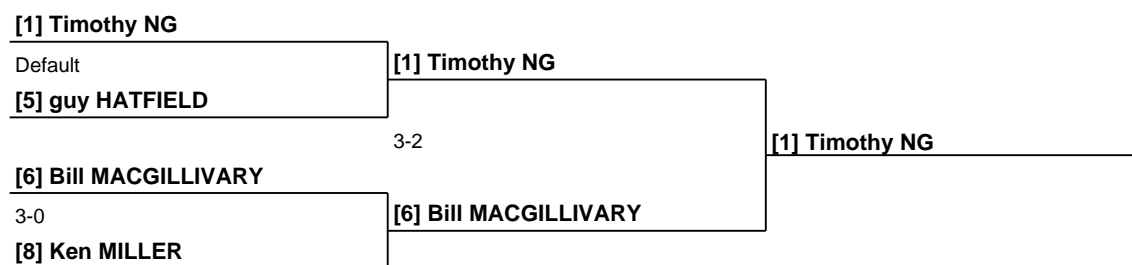 [1] Timothy NG
Default
[5] guy HATFIELD
[1] Timothy NG
3-2
[1] Timothy NG
[6] Bill MACGILLIVARY
3-0
[8] Ken MILLER
[6] Bill MACGILLIVARY